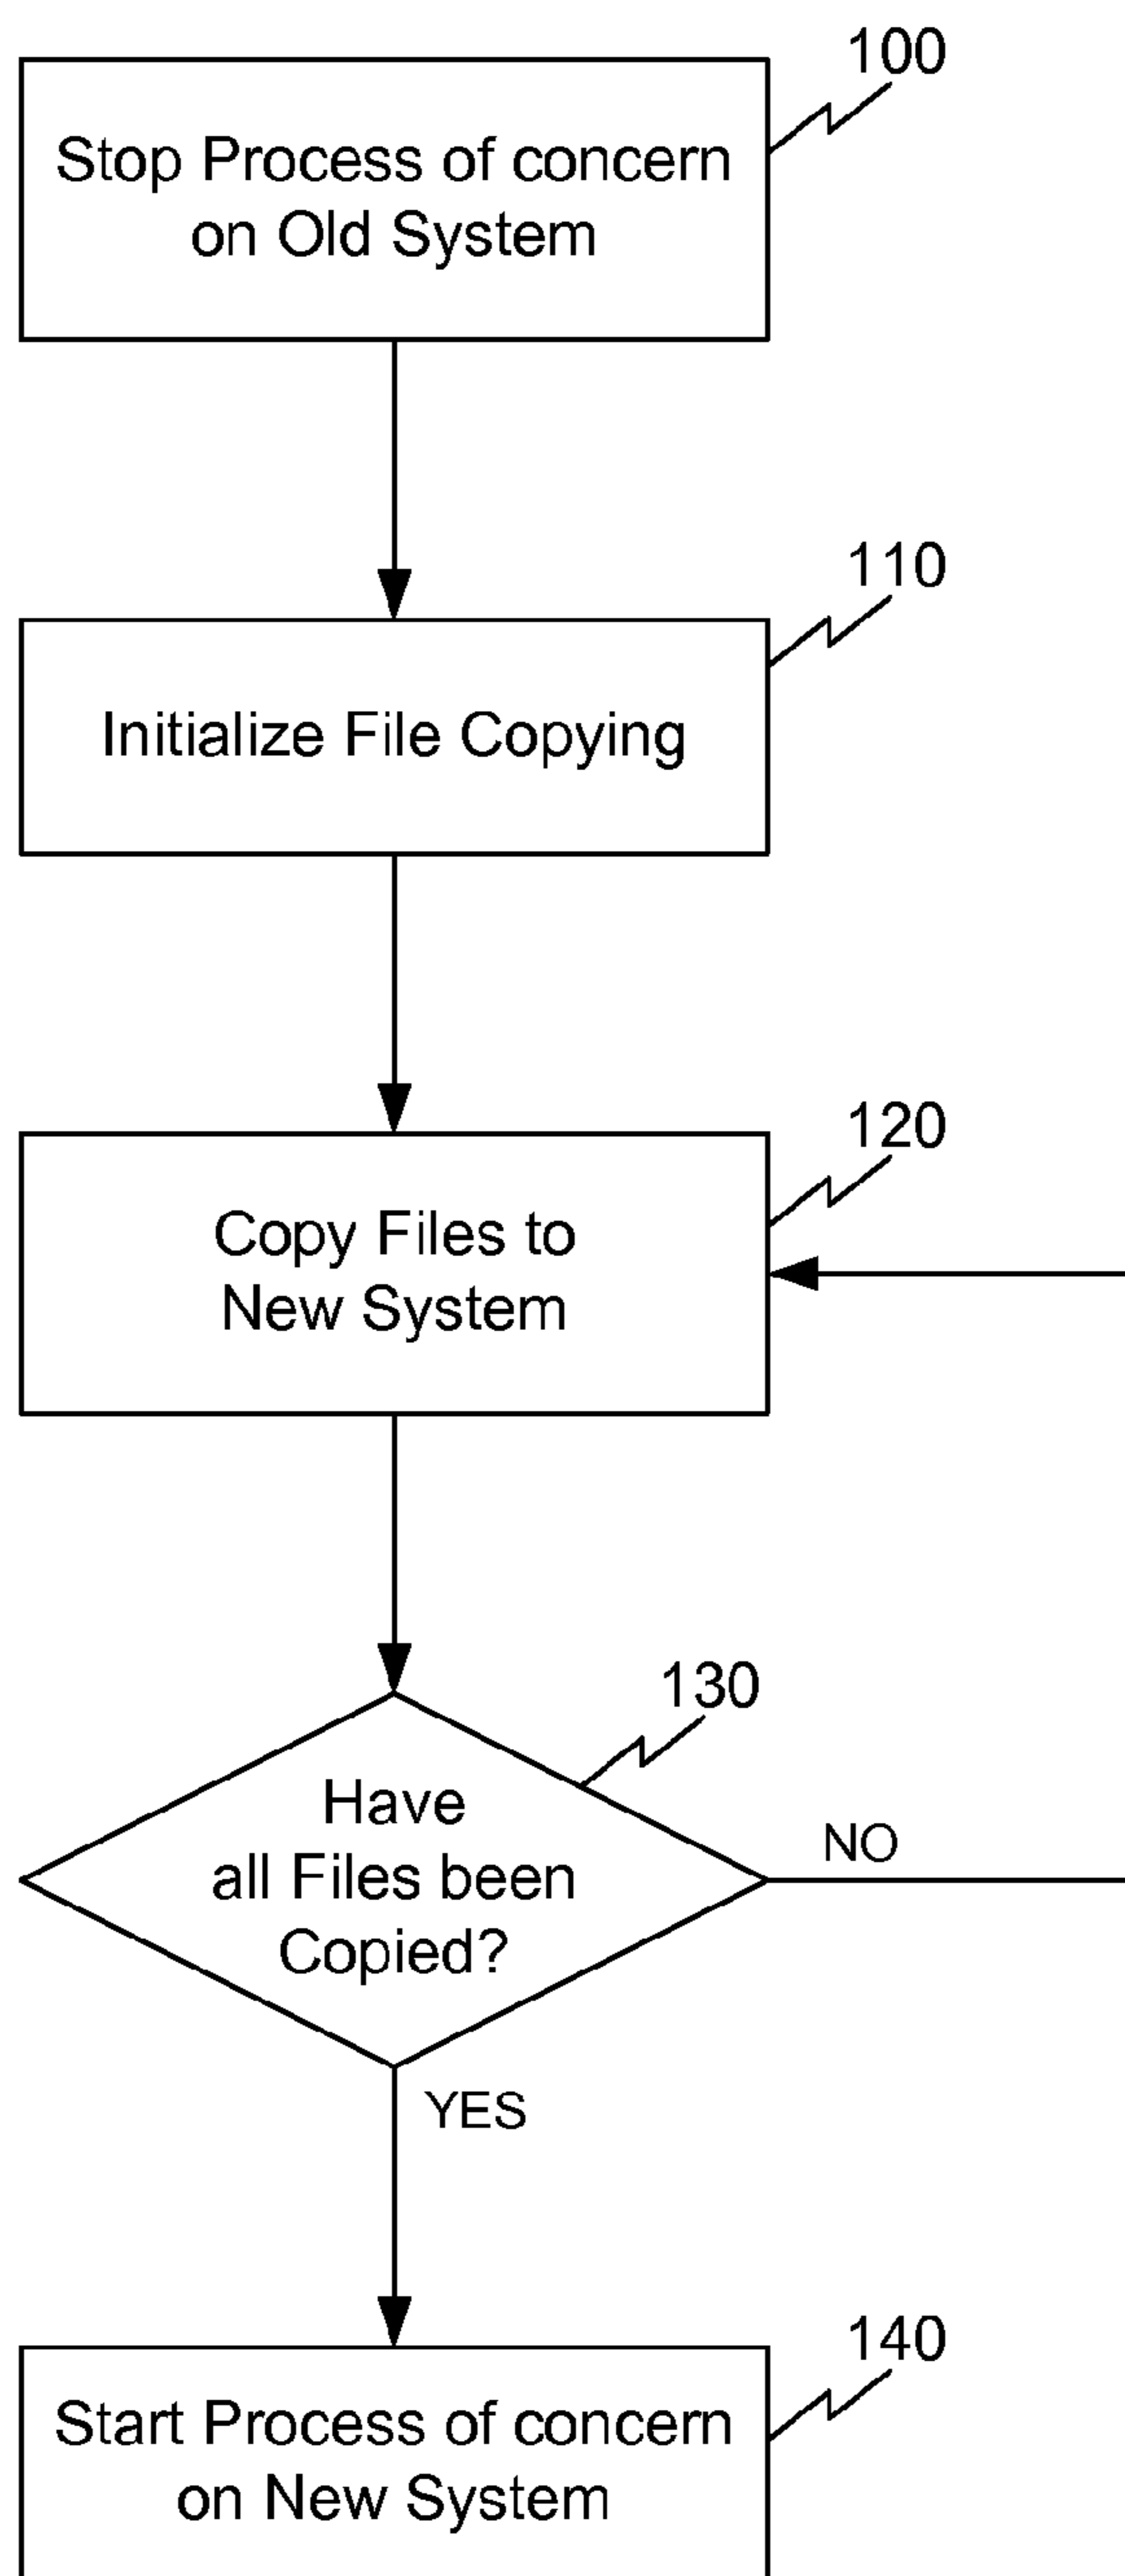 100
Stop Process of concern
on Old System
110
Initialize File Copying
120
Copy Files to
New System
130
Have
all Files been
Copied?
NO
YES
140
Start Process of concern
on New System